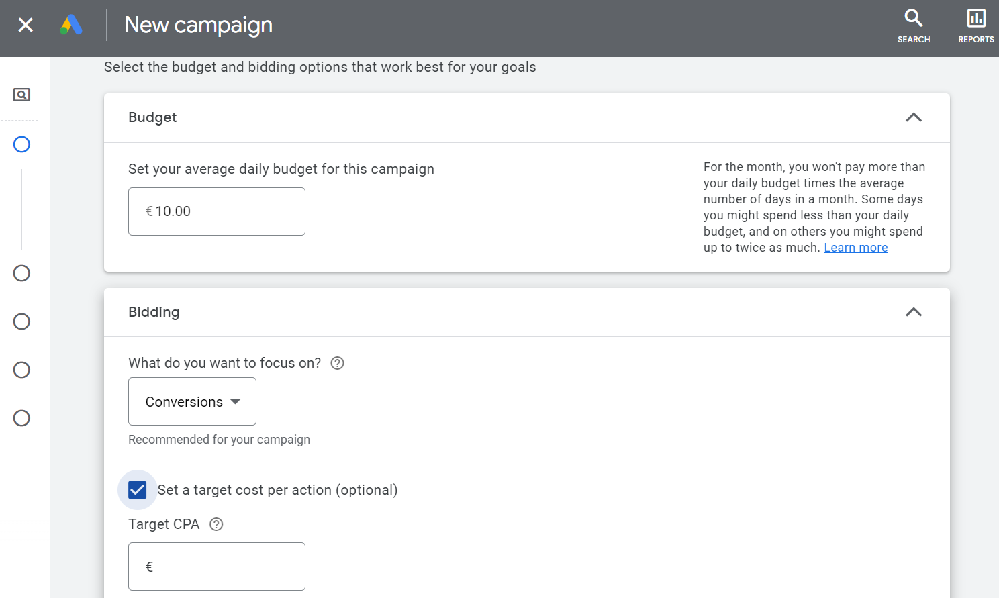 New campaign
SEARCH
REPORTS
Select the budget and bidding options that work best for your goals
Budget
Set your average daily budget for this campaign
€ 10.00
For the month, you won't pay more than
your daily budget times the average
number of days in a month. Some days
you might spend less than your daily
budget, and on others you might spend
up to twice as much. Learn more
Bidding
What do you want to focus on?
Conversions
Recommended for your campaign
Set a target cost per action (optional)
Target CPA
€